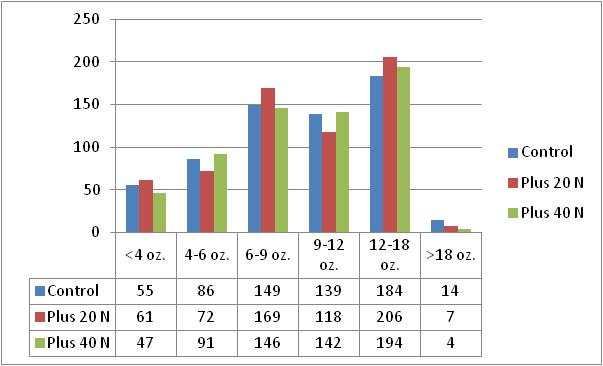 250
200
150
100
50
0
Control
Plus 20 N
Plus 40 N
<4 oz. 4-6 oz. 6-9 oz. 9-12 oz. 12-18 oz. >18 oz.
Control 55 86 149 139 184 14
Plus 20 N 61 72 169 118 206 7
Plus 40 N 47 91 146 142 194 4